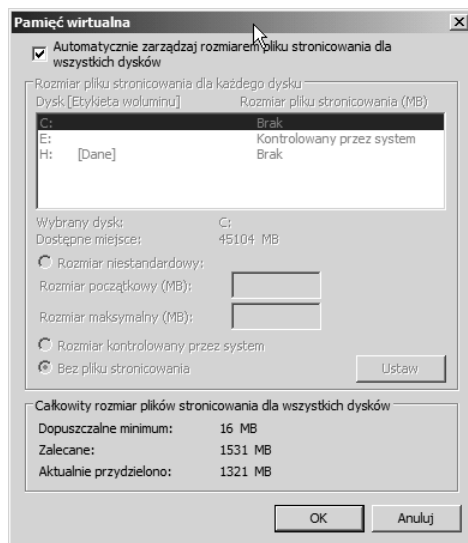 Pamięć wirtualna
Automatycznie zarządzaj rozmiarem pliku stronicowania dla
wszystkich dysków
Rozmiar pliku stronicowania dla każdego dysku
Dysk [Etykieta woluminu] Rozmiar pliku stronicowania (MB)
C: Brak
E: Kontrolowany przez system
H: [Dane] Brak
Wybrany dysk: C:
Dostępne miejsce: 45104 MB
Rozmiar niestandardowy:
Rozmiar początkowy (MB):
Rozmiar maksymalny (MB):
Rozmiar kontrolowany przez system
Bez pliku stronicowania Ustaw
Całkowity rozmiar plików stronicowania dla wszystkich dysków
Dopuszczalne minimum: 16 MB
Zalecane: 1531 MB
Aktualnie przydzielono: 1321 MB
OK Anuluj